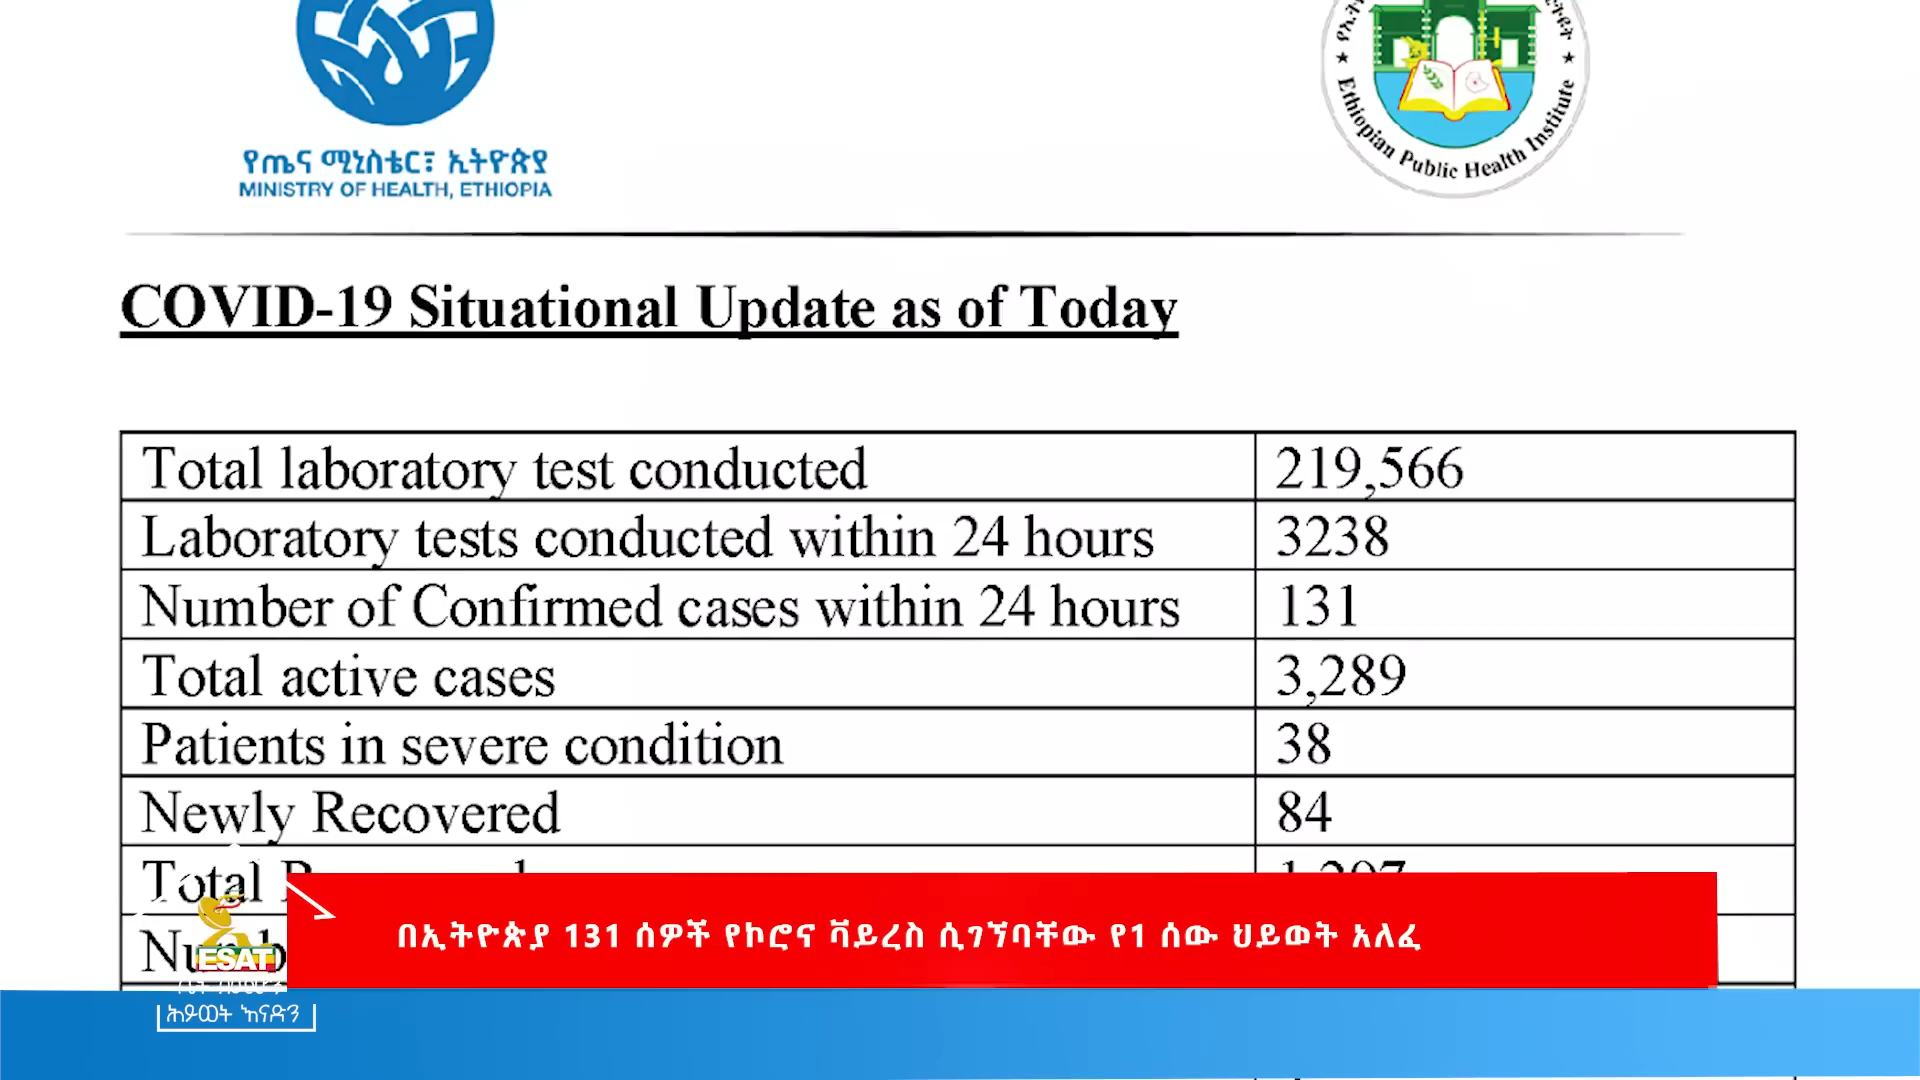 የጤና ሚኒስቴር፣ ኢትዮጵያ
MINISTRY OF HEALTH, ETHIOPIA
Ethiopian Public Health Institute
COVID-19 Situational Update as of Today
Total laboratory test conducted 219,566
Laboratory tests conducted within 24 hours 3238
Number of Confirmed cases within 24 hours 131
Total active cases 3,289
Patients in severe condition 38
Newly Recovered 84
Total
በኢትዮጵያ 131 ሰዎች የኮሮና ቫይረስ ሲገኝባቸው የ1 ሰው ህይወት አለፈ
ESAT
ሕይወት እናድን